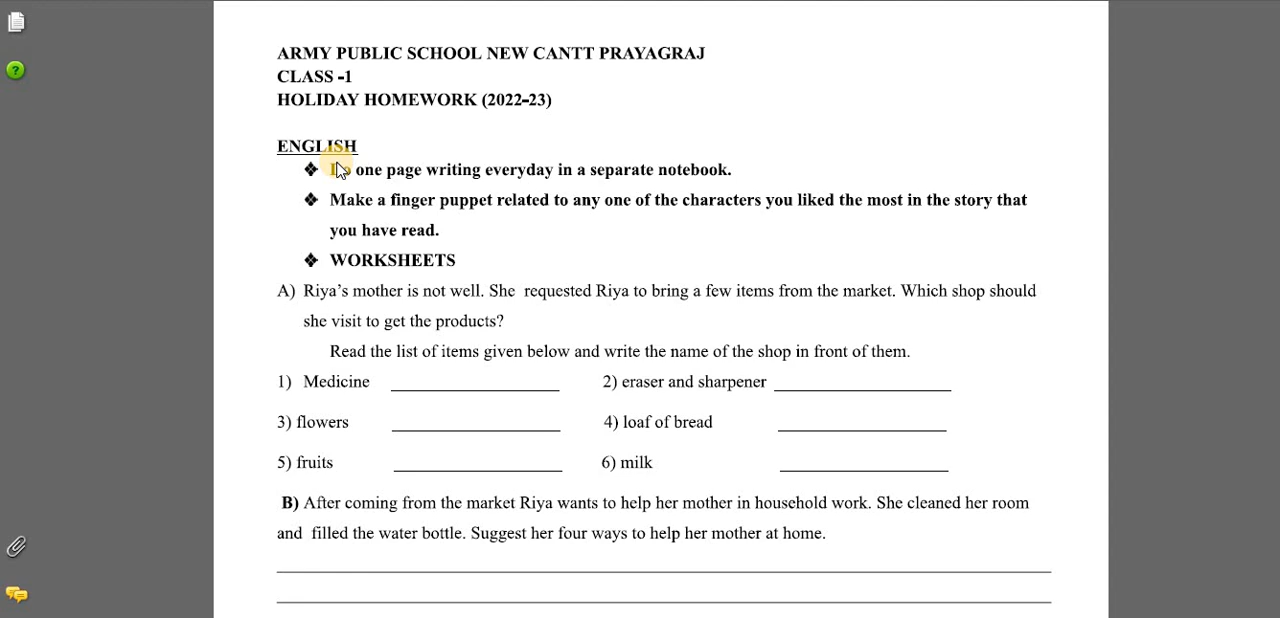 ARMY PUBLIC SCHOOL NEW CANTT PRAYAGRAJ
CLASS -1
HOLIDAY HOMEWORK (2022-23)
ENGLISH
❖ Do one page writing everyday in a separate notebook.
❖ Make a finger puppet related to any one of the characters you liked the most in the story that
you have read.
❖ WORKSHEETS
A) Riya’s mother is not well. She requested Riya to bring a few items from the market. Which shop should
she visit to get the products?
Read the list of items given below and write the name of the shop in front of them.
1) Medicine ____________ 2) eraser and sharpener ____________
3) flowers ____________ 4) loaf of bread ____________
5) fruits ____________ 6) milk ____________
B) After coming from the market Riya wants to help her mother in household work. She cleaned her room
and filled the water bottle. Suggest her four ways to help her mother at home.